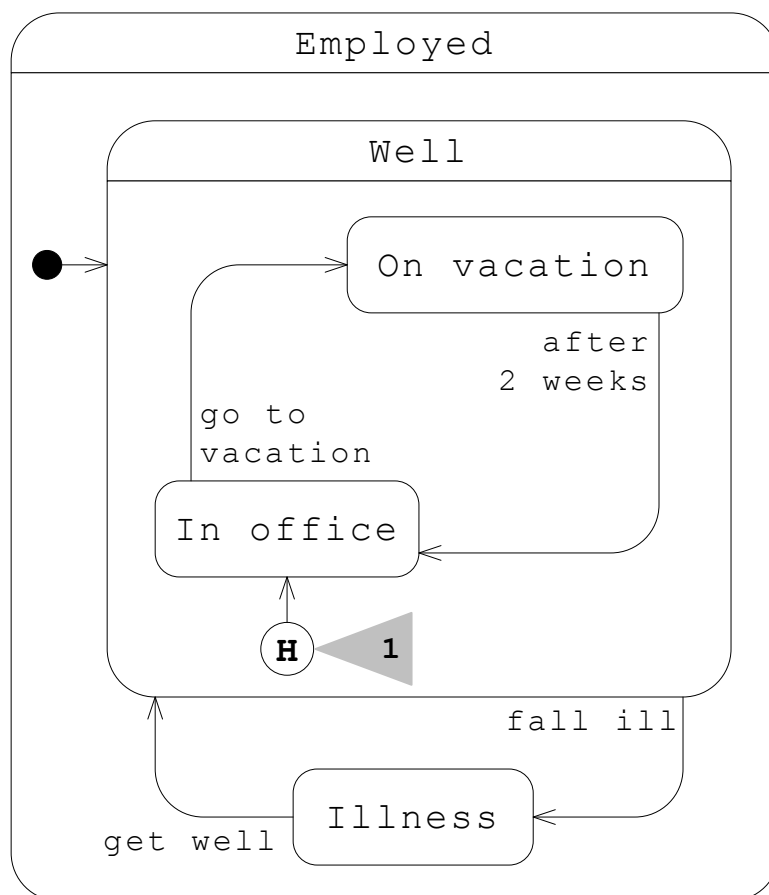 Employed
Well
On vacation
after
2 weeks
go to
vacation
In office
H
1
fall ill
Illness
get well